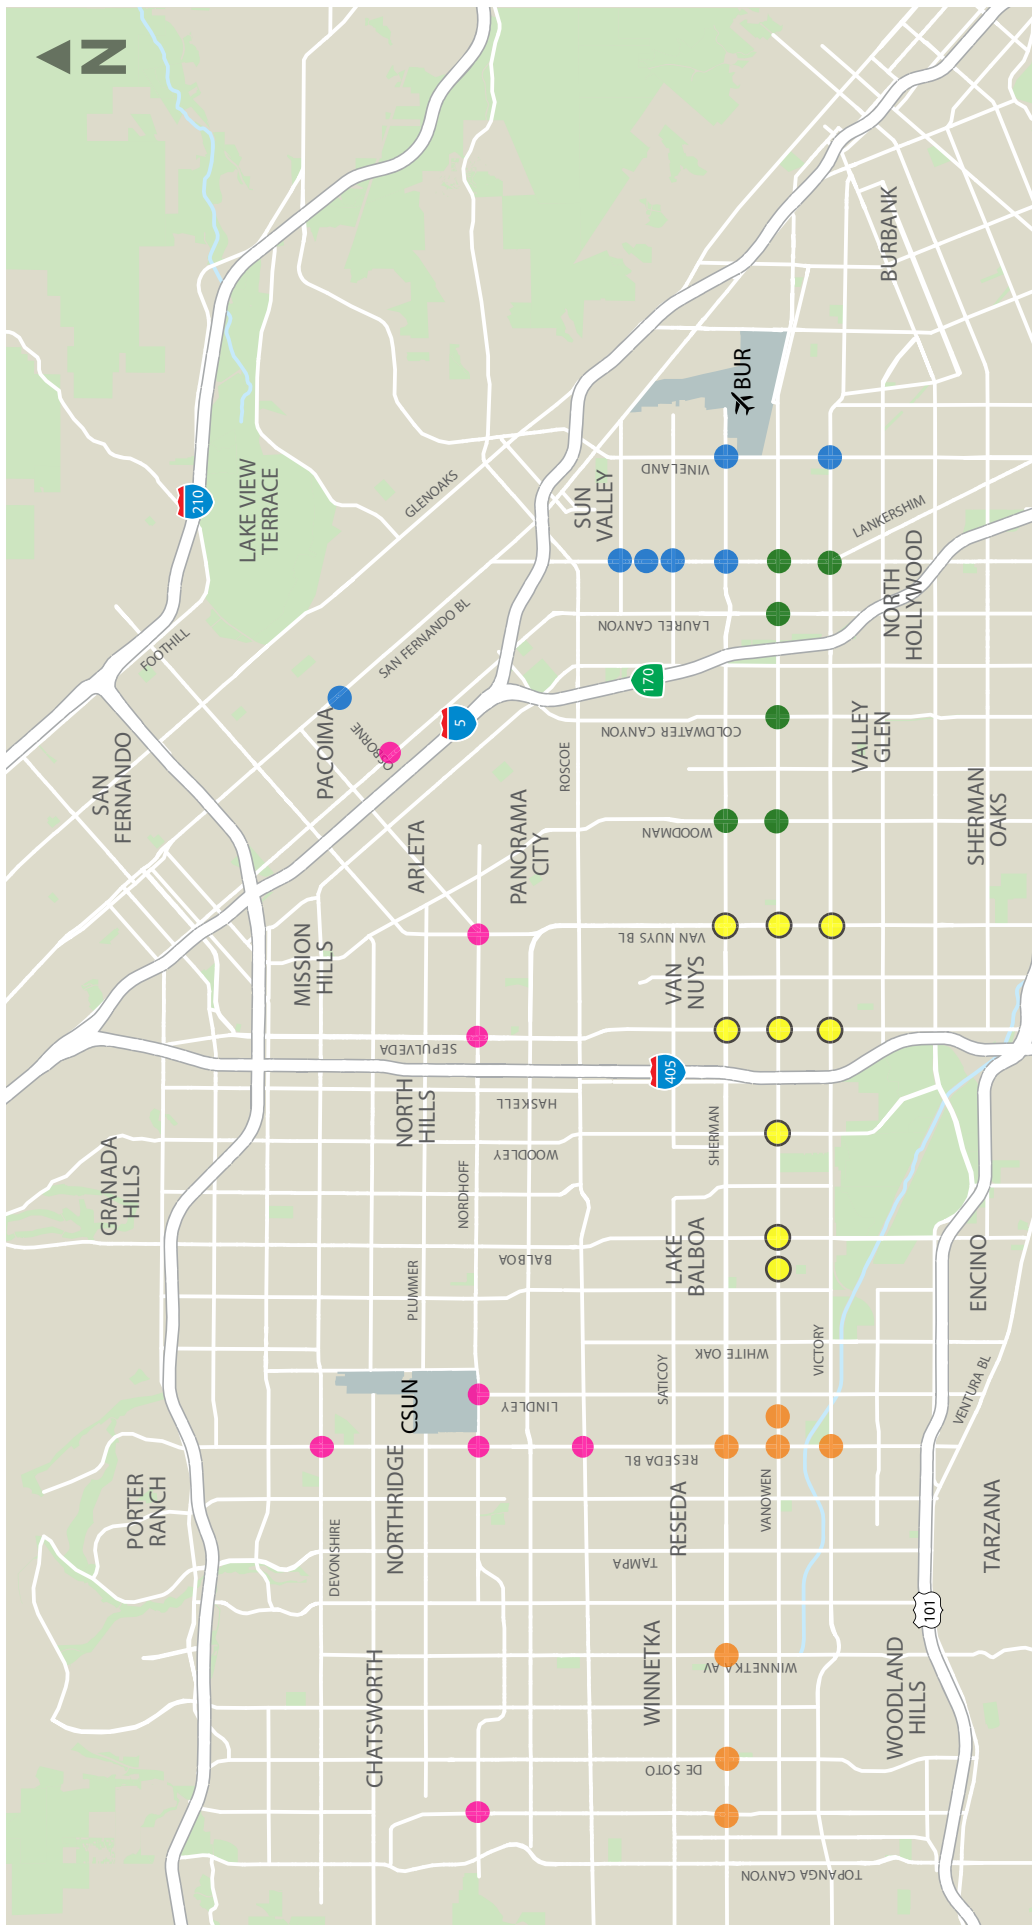 N
210
LAKE VIEW
TERRACE
FOOTHILL
GLENOAKS
SAN FERNANDO BL
BURBANK
BUR
VINELAND
SUN
VALLEY
LANKERSHIM
NORTH
HOLLYWOOD
LAUREL CANYON
170
COLDWATER CANYON
VALLEY
GLEN
SAN
FERNANDO
PACOIMA
OSBORNE
5
ROSCOE
WOODMAN
SHERMAN
OAKS
ARLETA
PANORAMA
CITY
MISSION
HILLS
VAN NUYS BL
VAN
NUYS
SEPULVEDA
405
NORTH
HILLS
HASKELL
WOODLEY
SHERMAN
GRANADA
HILLS
NORDHOFF
BALBOA
LAKE
BALBOA
ENCINO
PLUMMER
WHITE OAK
VICTORY
SATICOY
VENTURA BL
CSUN
LINDLEY
RESEDA BL
PORTER
RANCH
NORTHRIDGE
RESEDA
VANOWEN
DEVONSHIRE
TAMPA
TARZANA
101
CHATSWORTH
WINNETKA
WINNETKA AV
WOODLAND
HILLS
DE SOTO
TOPANGA CANYON